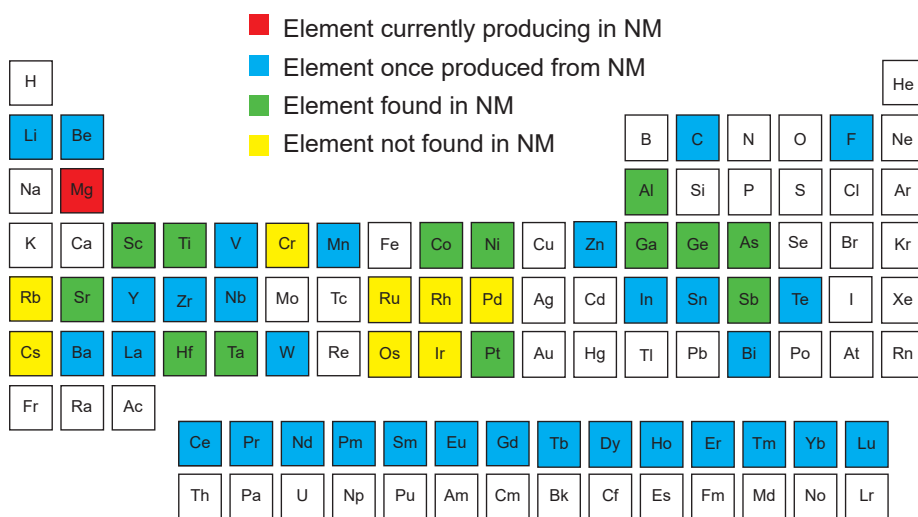 Element currently producing in NM
Element once produced from NM
Element found in NM
Element not found in NM
H He
Li Be B C N O F Ne
Na Mg Al Si P S Cl Ar
K Ca Sc Ti V Cr Mn Fe Co Ni Cu Zn Ga Ge As Se Br Kr
Rb Sr Y Zr Nb Mo Tc Ru Rh Pd Ag Cd In Sn Sb Te I Xe
Cs Ba La Hf Ta W Re Os Ir Pt Au Hg Tl Pb Bi Po At Rn
Fr Ra Ac
Ce Pr Nd Pm Sm Eu Gd Tb Dy Ho Er Tm Yb Lu
Th Pa U Np Pu Am Cm Bk Cf Es Fm Md No Lr